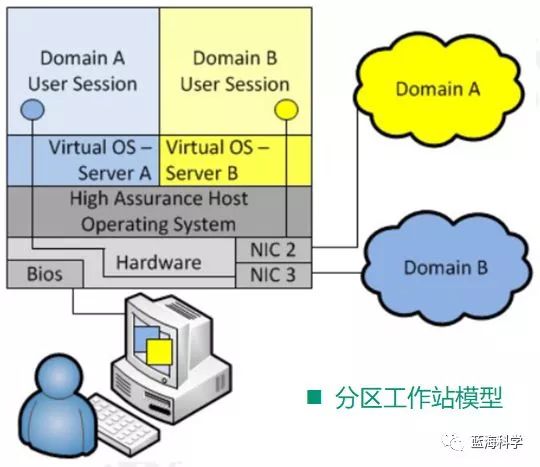 Domain A
User Session
Domain B
User Session
Virtual OS –
Server A
Virtual OS –
Server B
High Assurance Host
Operating System
Hardware
NIC 2
NIC 3
Bios
Domain A
Domain B
■ 分区工作站模型
蓝海科学